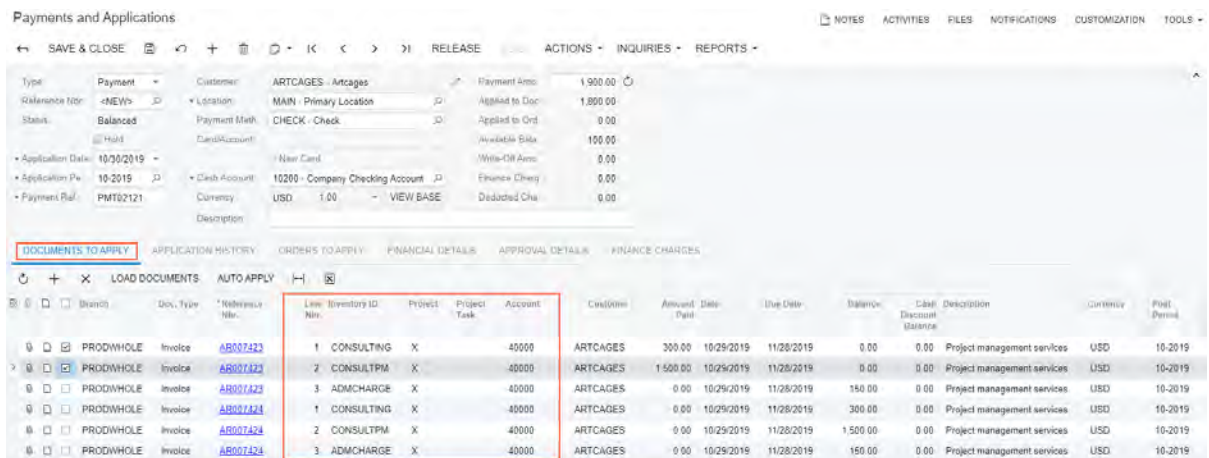 Payments and Applications
NOTES ACTIVITIES FILES NOTIFICATIONS CUSTOMIZATION TOOLS
SAVE & CLOSE RELEASE ACTIONS INQUIRIES REPORTS
Type: Payment Customer: ARTCAGES - Artcages Payment Amo 1,900.00
Reference Nbr: <NEW> Location: MAIN - Primary Location Applied to Doc 1,800.00
Status: Balanced Payment Meth CHECK - Check Applied to Ord 0.00
Hold Card/Account: Available Bala 100.00
Application Date: 10/30/2019 New Card Write-Off Amo 0.00
Application Pe 10-2019 Cash Account: 10200 - Company Checking Account Finance Charg 0.00
Payment Ref.: PMT02121 Currency USD 1.00 VIEW BASE Deducted Cha 0.00
Description
DOCUMENTS TO APPLY APPLICATION HISTORY ORDERS TO APPLY FINANCIAL DETAILS APPROVAL DETAILS FINANCE CHARGES
LOAD DOCUMENTS AUTO APPLY
Branch Doc. Type *Reference Nbr. Line Nbr. Inventory ID Project Project Task Account Customer Amount Paid Date Due Date Balance Cash Discount Balance Description Currency Post Period
PRODWHOLE Invoice AR007423 1 CONSULTING X 40000 ARTCAGES 300.00 10/29/2019 11/28/2019 0.00 0.00 Project management services USD 10-2019
PRODWHOLE Invoice AR007423 2 CONSULTPM X 40000 ARTCAGES 1 500.00 10/29/2019 11/28/2019 0.00 0.00 Project management services USD 10-2019
PRODWHOLE Invoice AR007423 3 ADMCHARGE X 40000 ARTCAGES 0.00 10/29/2019 11/28/2019 150.00 0.00 Project management services USD 10-2019
PRODWHOLE Invoice AR007424 1 CONSULTING X 40000 ARTCAGES 0.00 10/29/2019 11/28/2019 300.00 0.00 Project management services USD 10-2019
PRODWHOLE Invoice AR007424 2 CONSULTPM X 40000 ARTCAGES 0.00 10/29/2019 11/28/2019 1,500.00 0.00 Project management services USD 10-2019
PRODWHOLE Invoice AR007424 3 ADMCHARGE X 40000 ARTCAGES 0.00 10/29/2019 11/28/2019 150.00 0.00 Project management services USD 10-2019